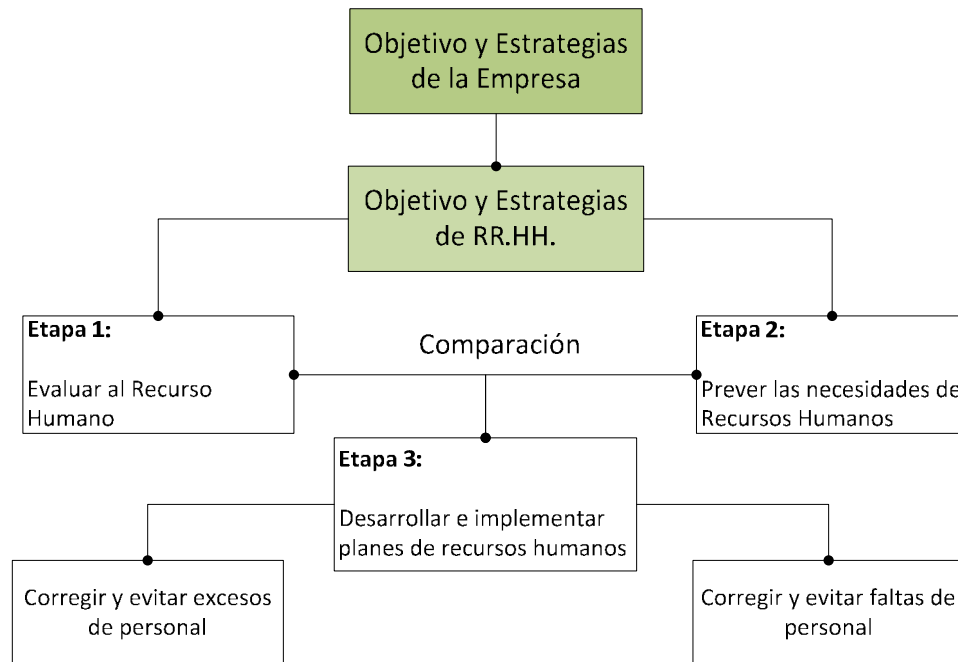 Objetivo y Estrategias
de la Empresa
Objetivo y Estrategias
de RR.HH.
Etapa 1:
Evaluar al Recurso
Humano
Comparación
Etapa 2:
Prever las necesidades de
Recursos Humanos
Etapa 3:
Desarrollar e implementar
planes de recursos humanos
Corregir y evitar excesos
de personal
Corregir y evitar faltas de
personal